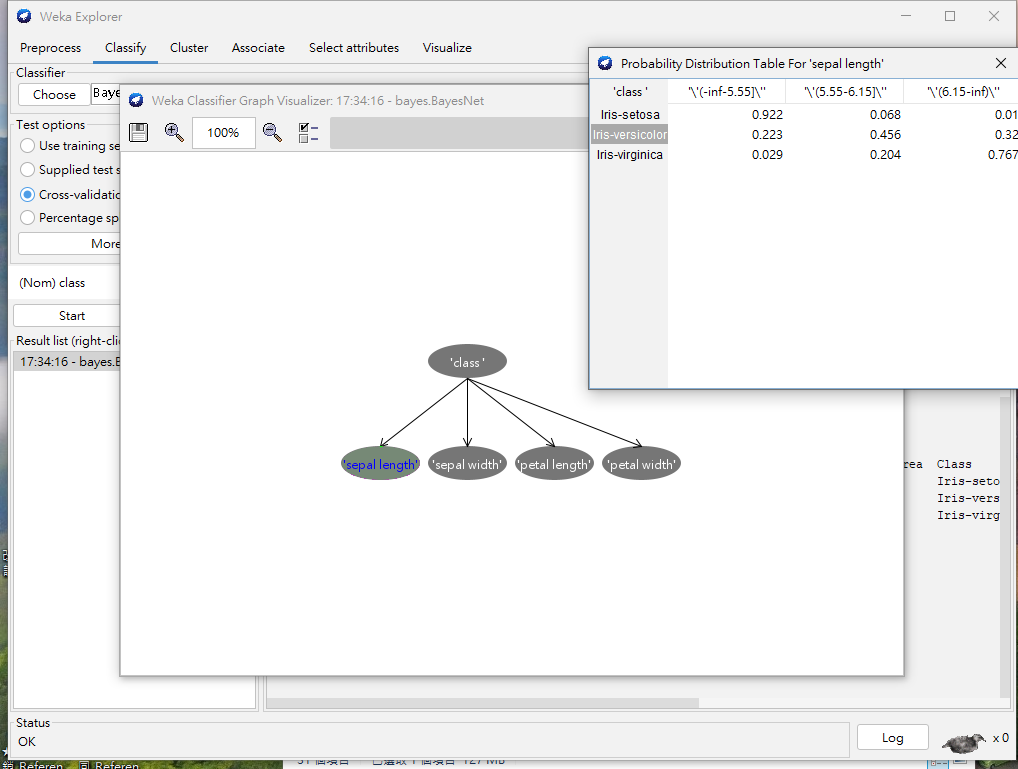 Weka Explorer
Preprocess Classify Cluster Associate Select attributes Visualize
Classifier
Choose Baye
Test options
Use training se
Supplied test s
Cross-validatio
Percentage sp
More
(Nom) class
Start
Result list (right-clic
17:34:16 - bayes.B
Weka Classifier Graph Visualizer: 17:34:16 - bayes.BayesNet
100%
'class '
'sepal length' 'sepal width' 'petal length' 'petal width'
Probability Distribution Table For 'sepal length'
'class ' '\'(-inf-5.55]\'' '\'(5.55-6.15]\'' '\'(6.15-inf)\''
Iris-setosa 0.922 0.068 0.01
Iris-versicolor 0.223 0.456 0.32
Iris-virginica 0.029 0.204 0.767
rea Class
Iris-seto
Iris-vers
Iris-virg
Status
OK
Log x 0
Referen Referen